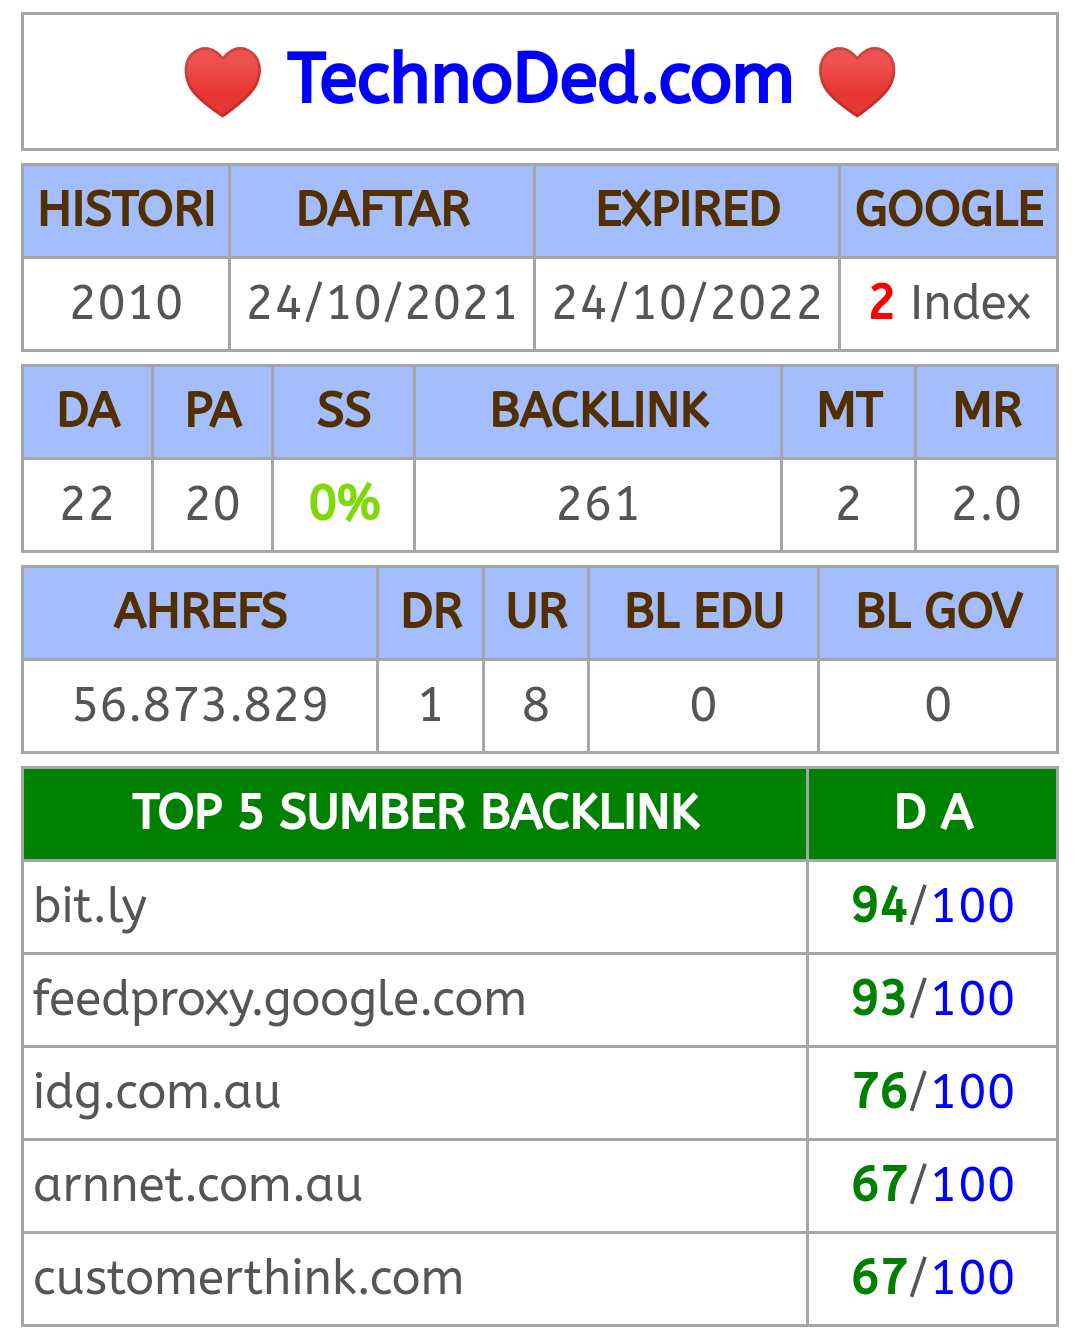 TechnoDed.com
HISTORI DAFTAR EXPIRED GOOGLE
2010 24/10/2021 24/10/2022 2 Index
DA PA SS BACKLINK MT MR
22 20 0% 261 2 2.0
AHREFS DR UR BL EDU BL GOV
56.873.829 1 8 0 0
TOP 5 SUMBER BACKLINK D A
bit.ly 94/100
feedproxy.google.com 93/100
idg.com.au 76/100
arnnet.com.au 67/100
customerthink.com 67/100